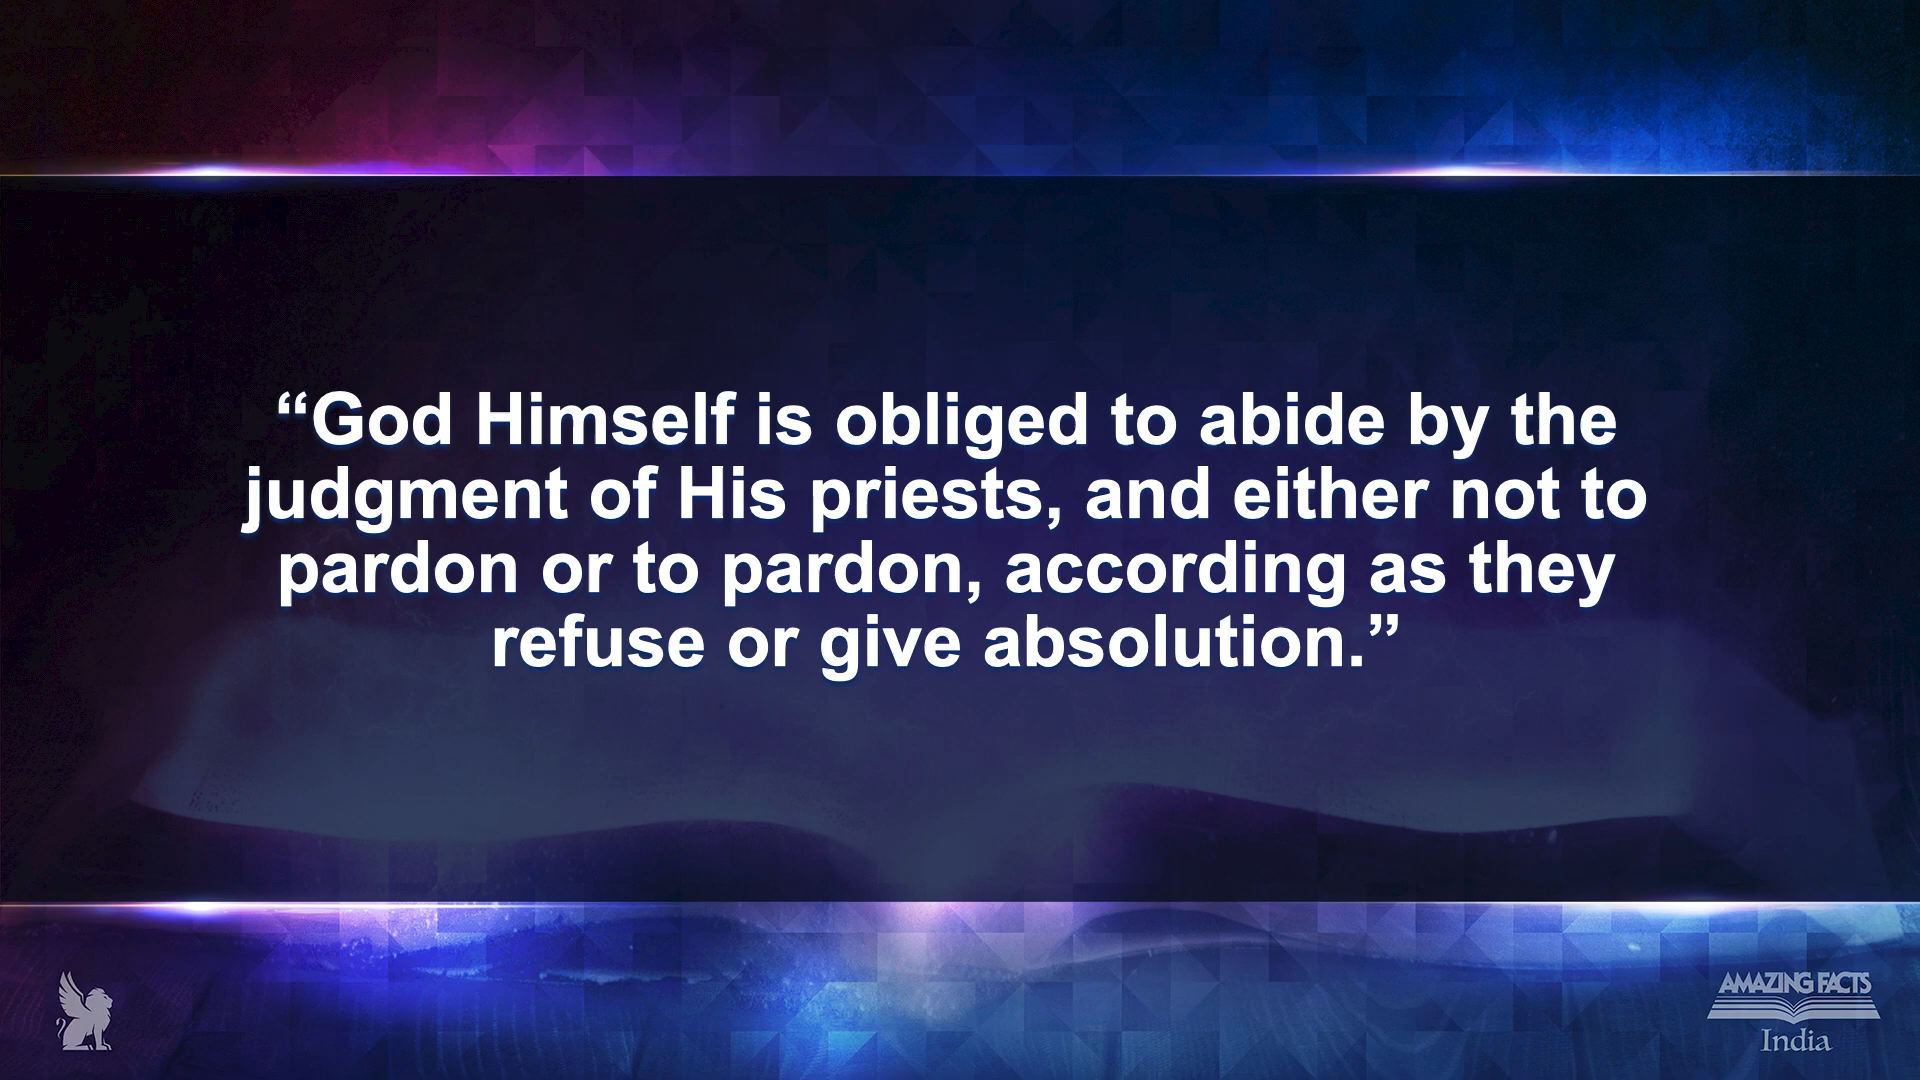 “God Himself is obliged to abide by the
judgment of His priests, and either not to
pardon or to pardon, according as they
refuse or give absolution.”
AMAZING FACTS
India